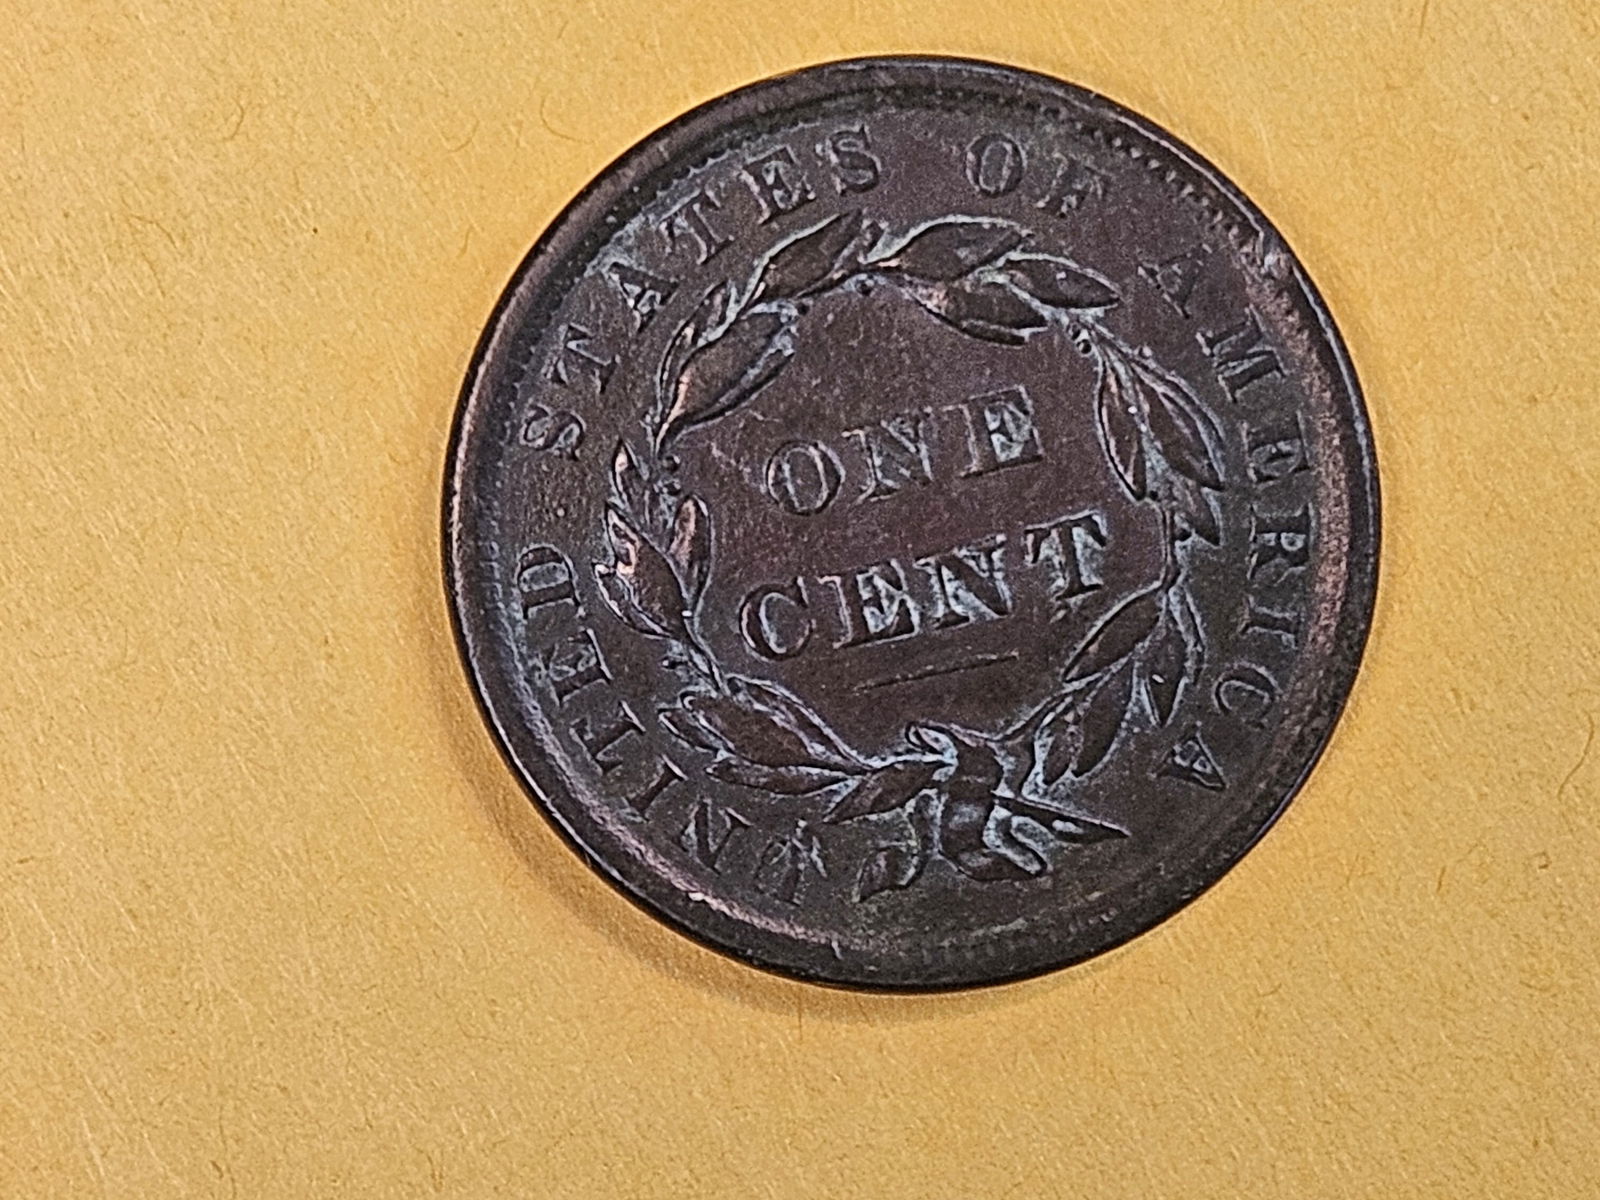 UNITED STATES OF AMERICA
ONE
CENT